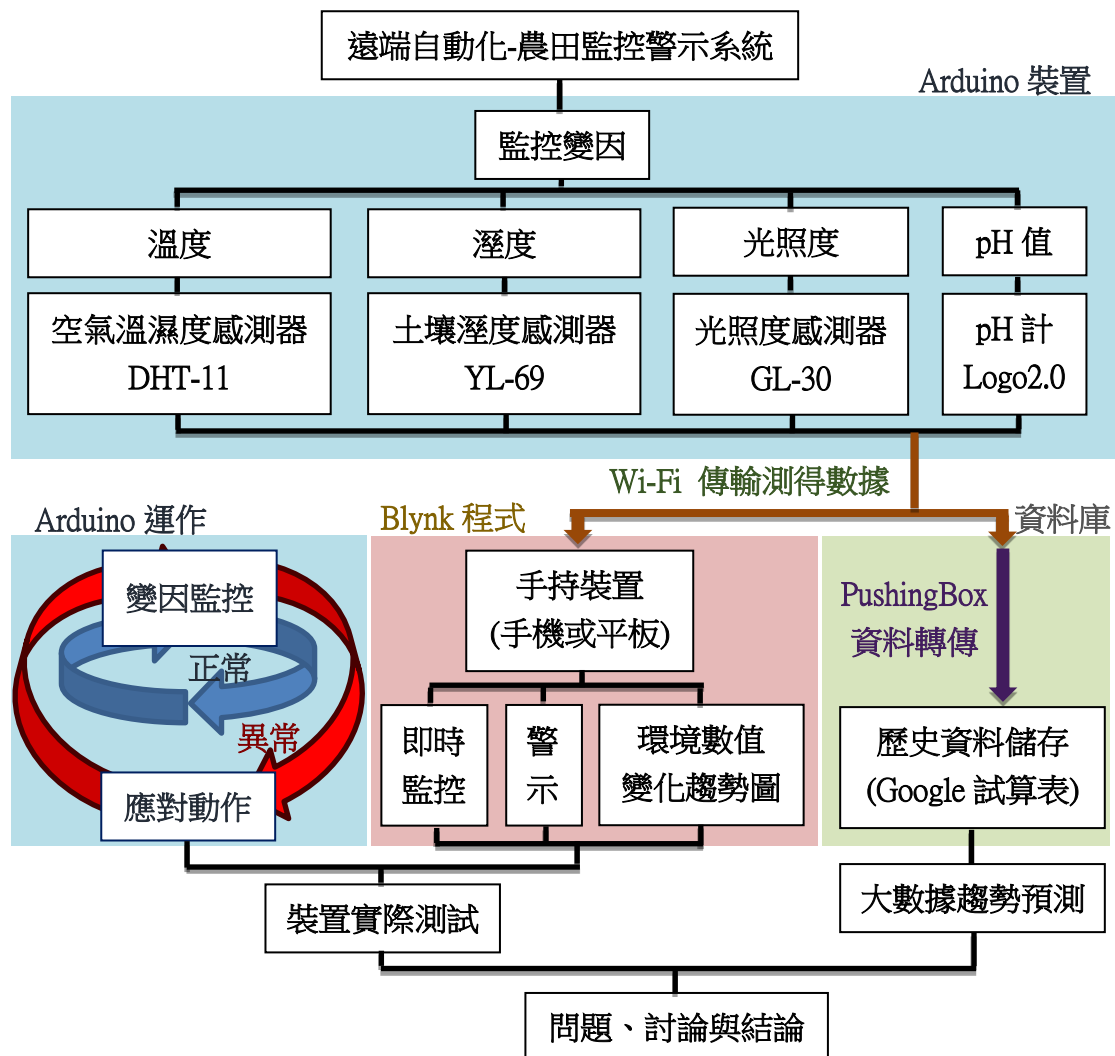 遠端自動化-農田監控警示系統
Arduino 裝置
監控變因
溫度
溼度
光照度
pH 值
空氣溫濕度感測器
DHT-11
土壤溼度感測器
YL-69
光照度感測器
GL-30
pH 計
Logo2.0
Wi-Fi 傳輸測得數據
Arduino 運作
Blynk 程式
資料庫
變因監控
正常
異常
應對動作
手持裝置
(手機或平板)
即時
監控
警
示
環境數值
變化趨勢圖
PushingBox
資料轉傳
歷史資料儲存
(Google 試算表)
裝置實際測試
大數據趨勢預測
問題、討論與結論